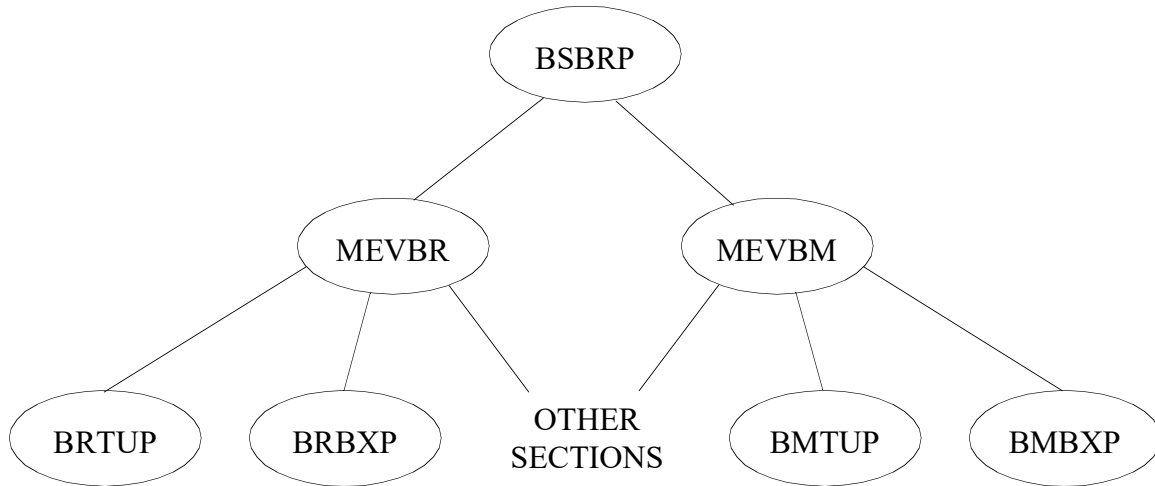 BSBRP
MEVBR
MEVBM
BRTUP
BRBXP
OTHER
SECTIONS
BMTUP
BMBXP